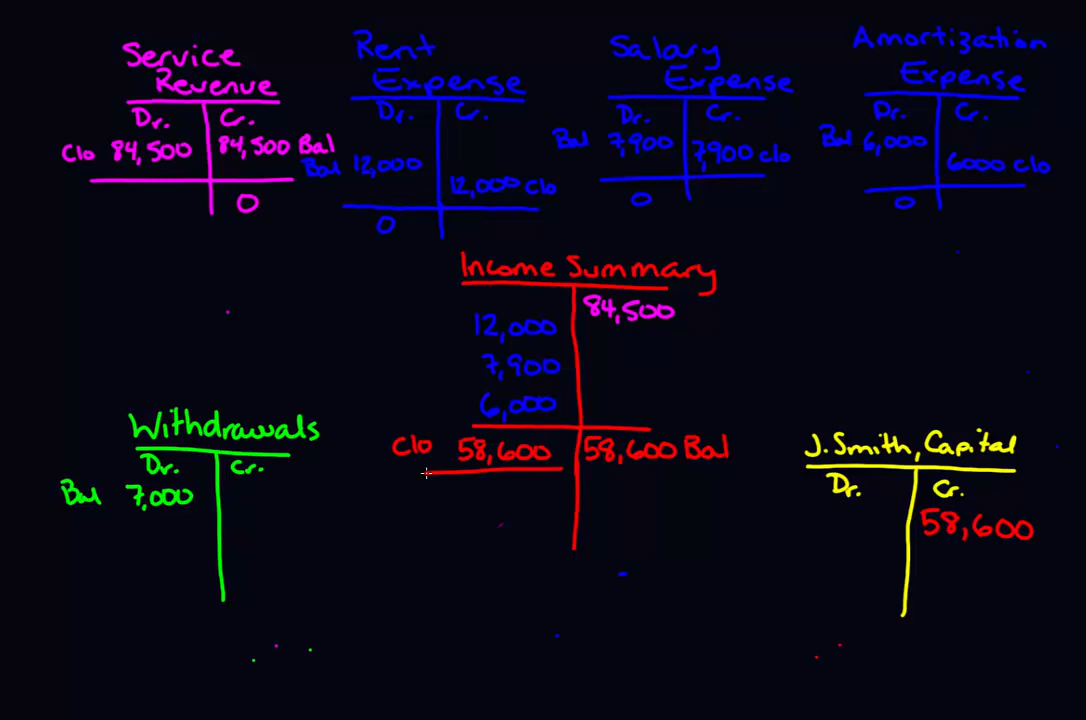 Service
Revenue
Dr. Cr.
Clo 84,500 84,500 Bal
0
Rent
Expense
Dr. Cr.
Bal 12,000
12,000 Clo
0
Salary
Expense
Dr. Cr.
Bal 7,900
7,900 Clo
0
Amortization
Expense
Dr. Cr.
Bal 6,000
6000 Clo
0
Income Summary
84,500
12,000
7,900
6,000
Clo 58,600 58,600 Bal
Withdrawals
Dr. Cr.
Bal 7,000
J. Smith, Capital
Dr. Cr.
58,600